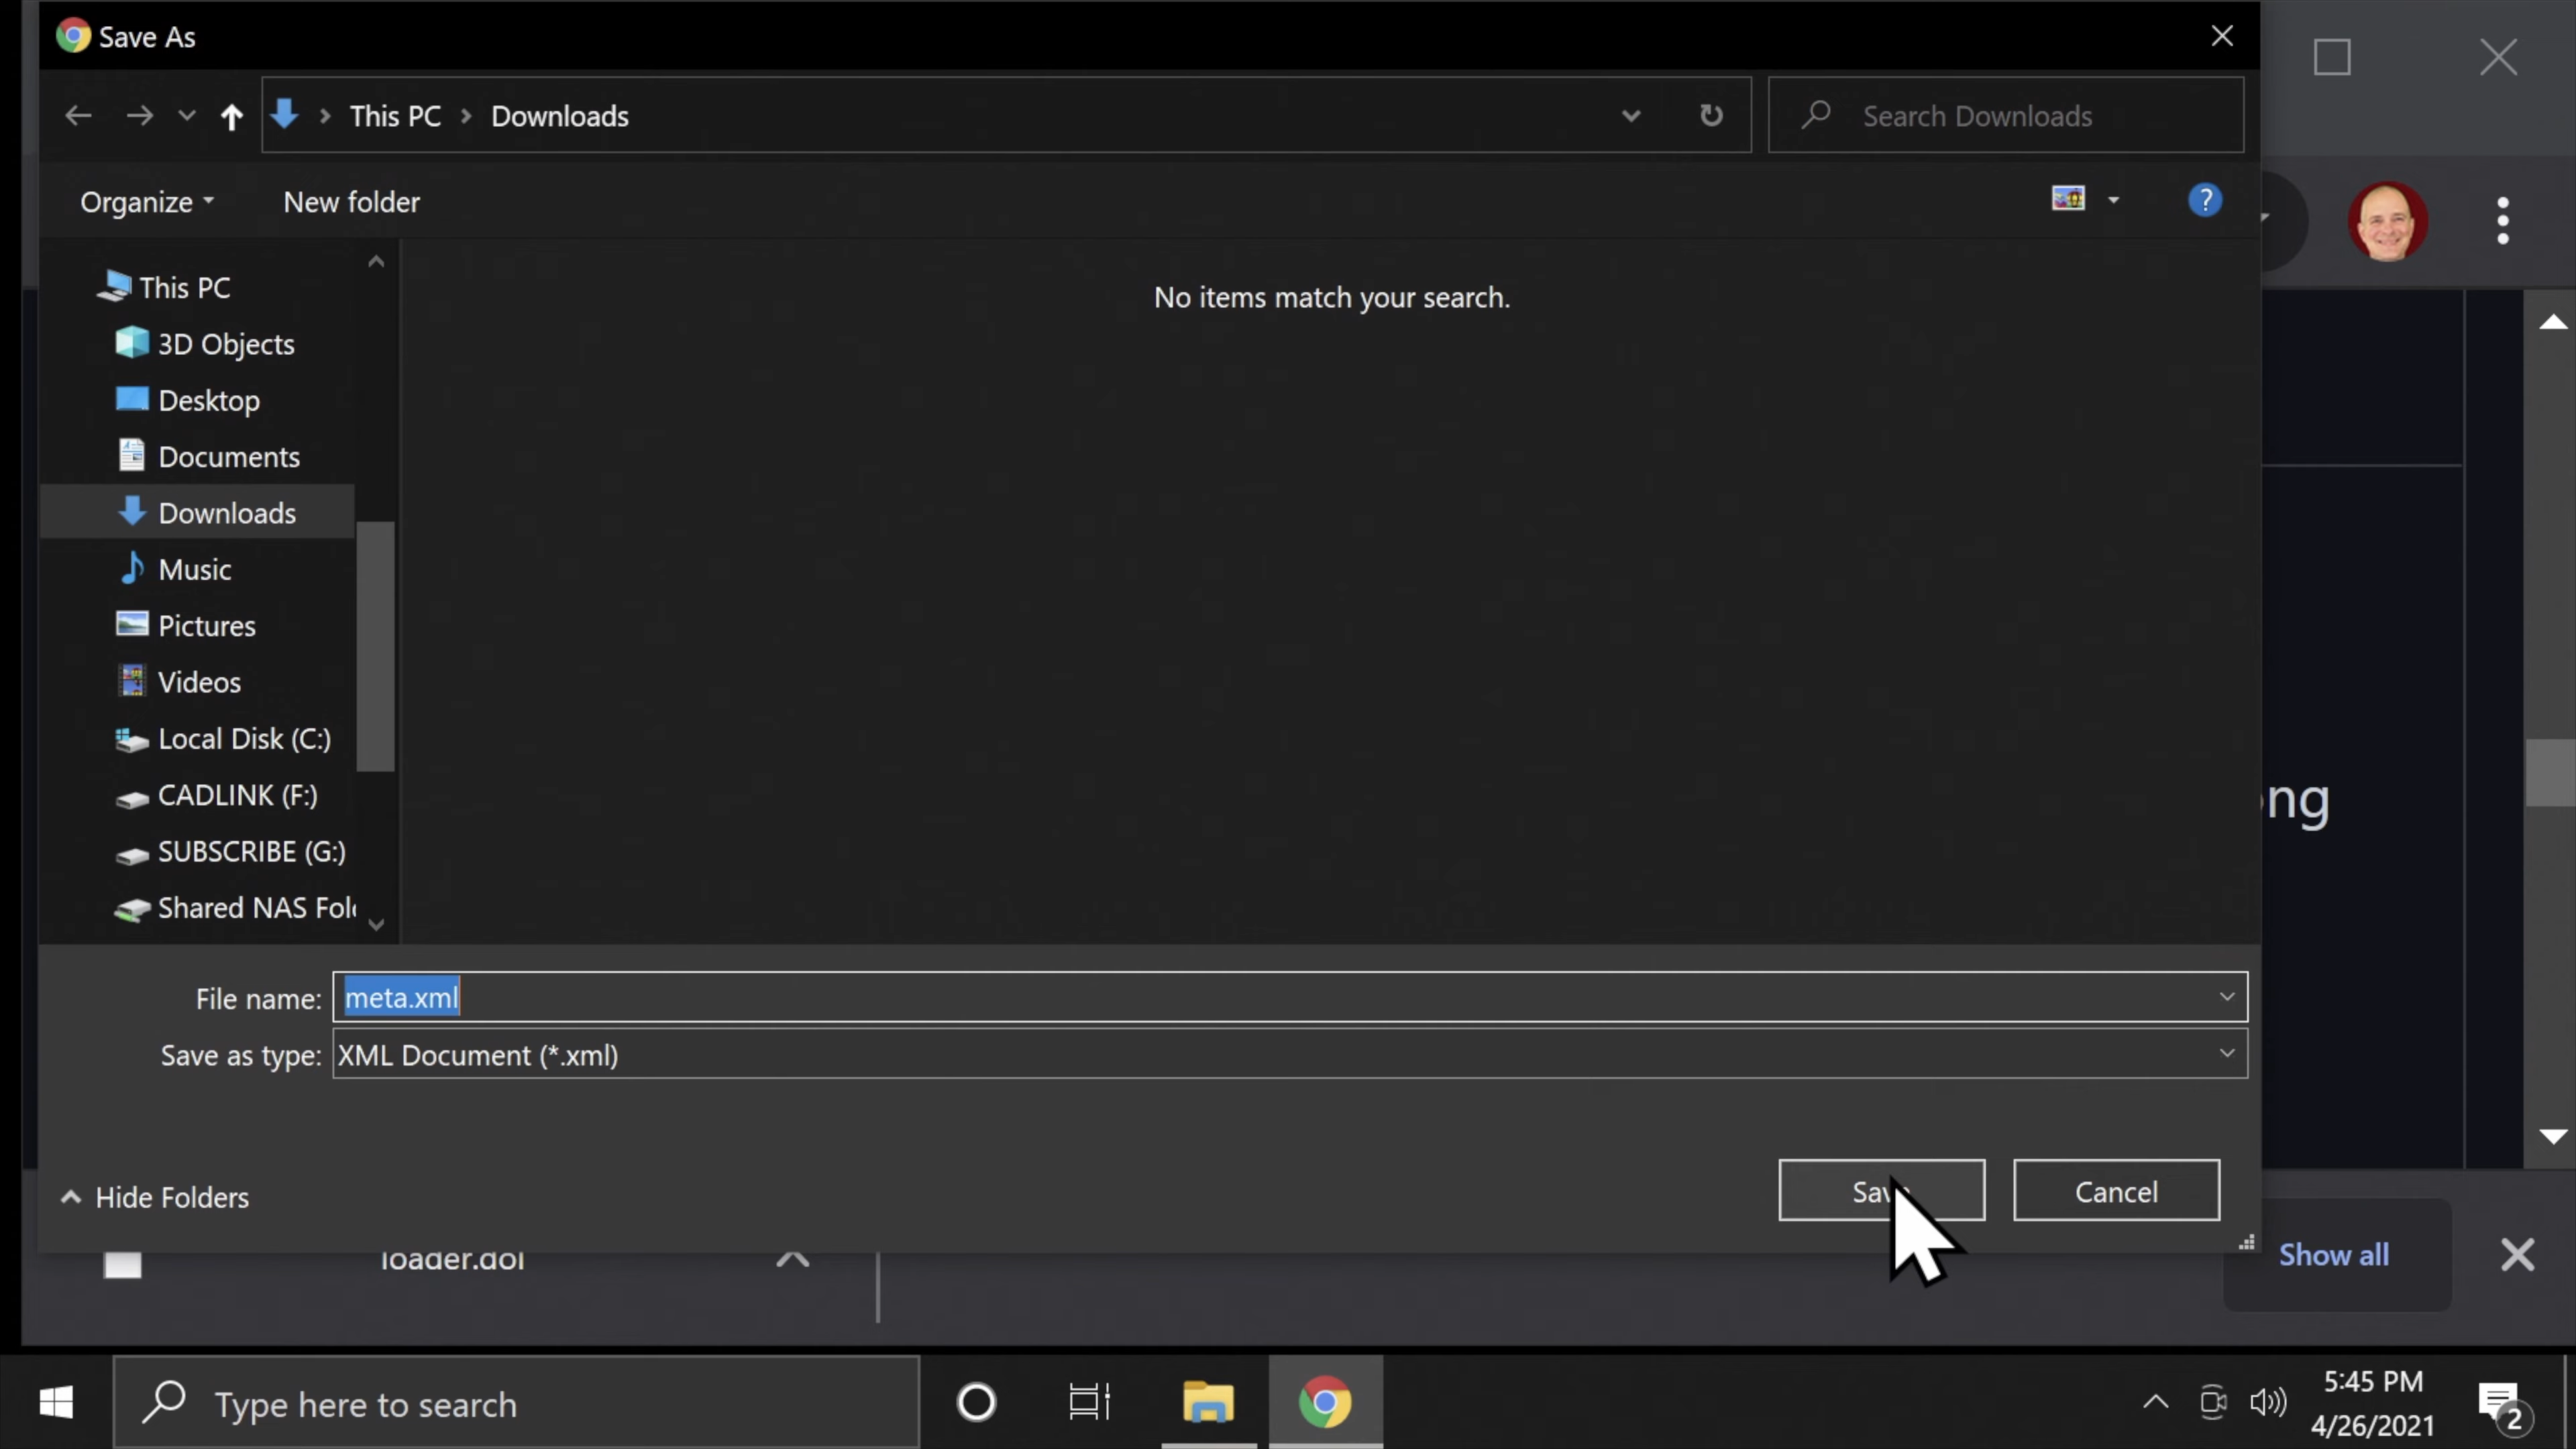 Save As
This PC
Downloads
Search Downloads
Organize
New folder
?
No items match your search.
This PC
3D Objects
Desktop
Documents
Downloads
Music
Pictures
Videos
Local Disk (C:)
CADLINK (F:)
SUBSCRIBE (G:)
Shared NAS
File name: meta.xml
Save as type: XML Document (*.xml)
Hide Folders
Save
Cancel
loader.dol
Show all
Type here to search
5:45 PM
4/26/2021
2